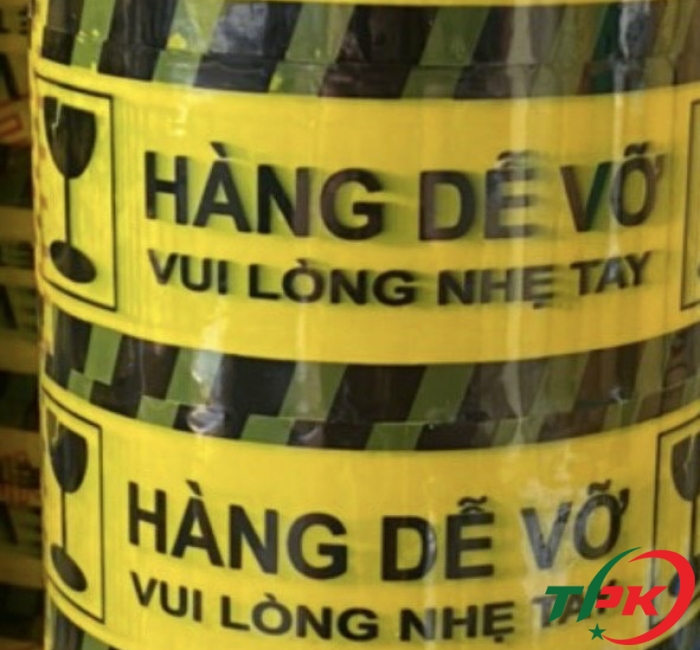 HÀNG DỄ VỠ
VUI LÒNG NHẸ TAY
HÀNG DỄ VỠ
VUI LÒNG NHẸ TAY
TPK